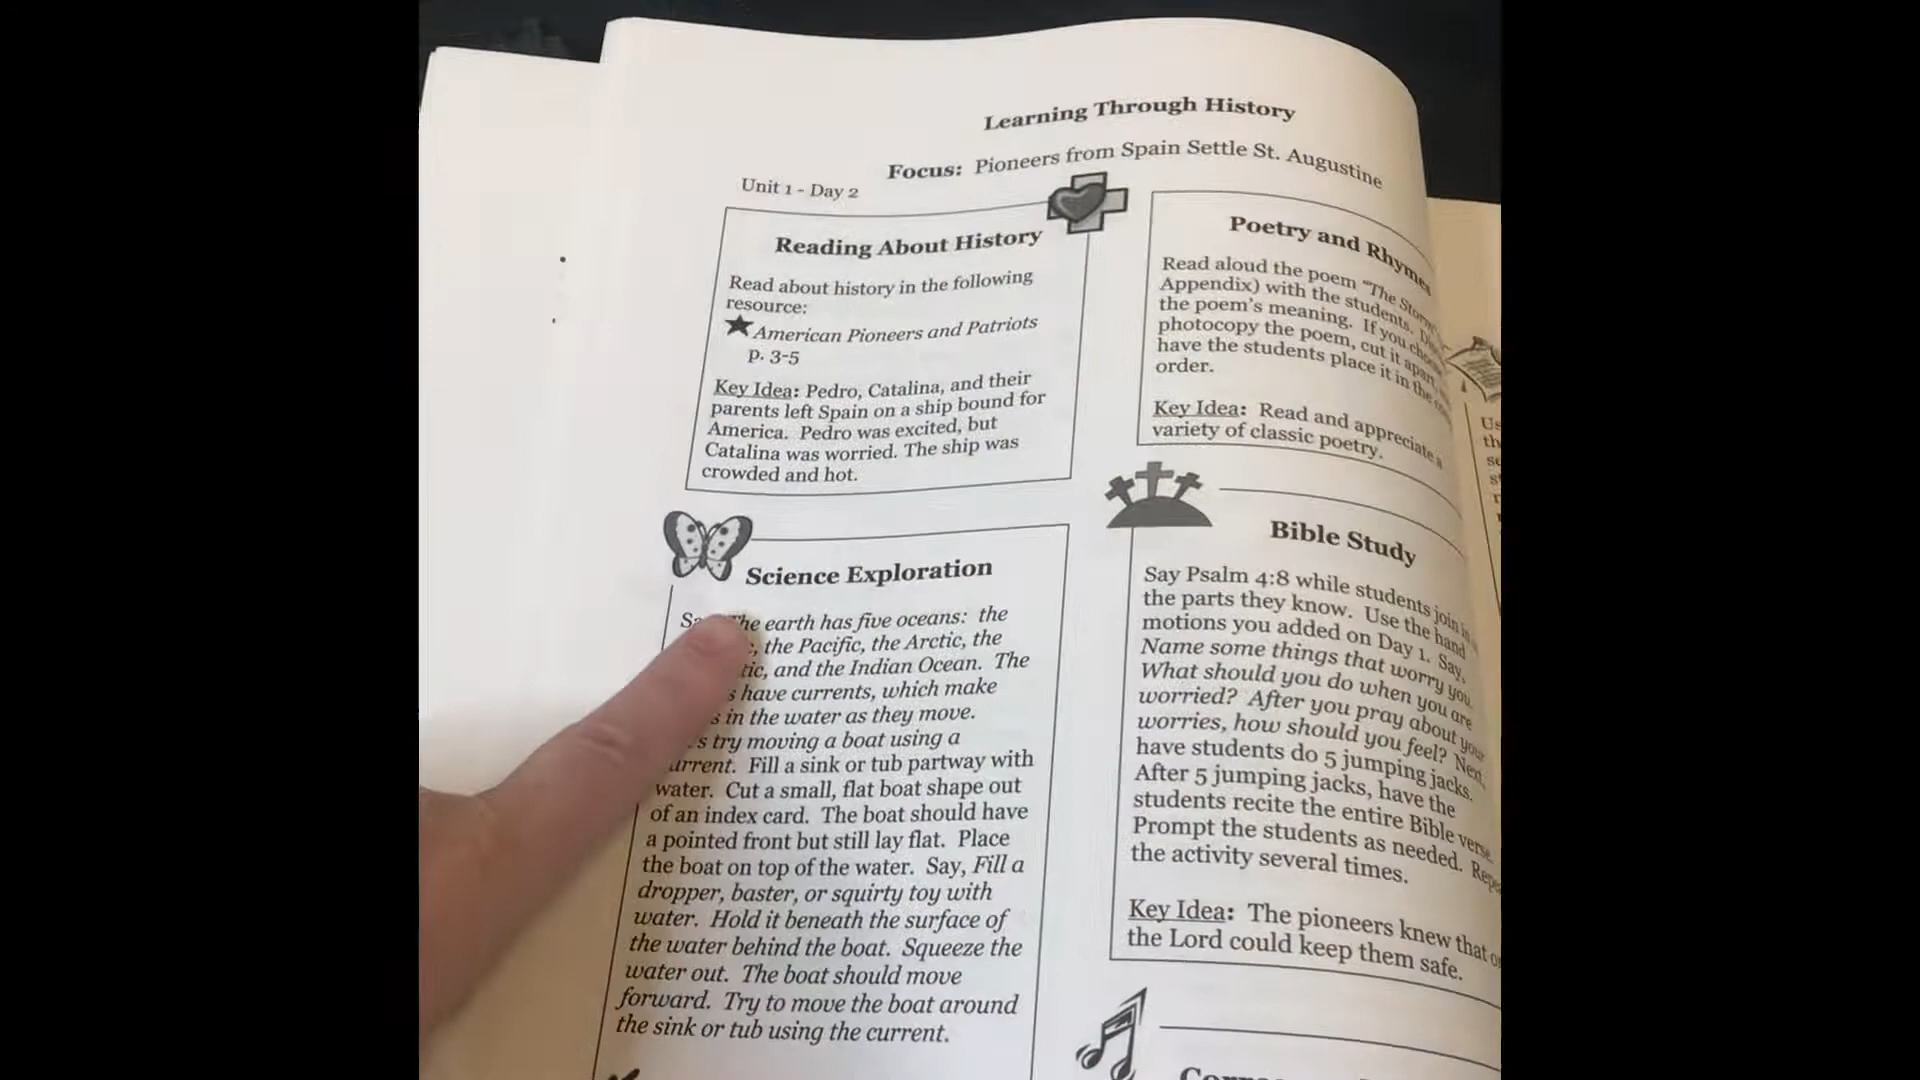 Learning Through History
Focus: Pioneers from Spain Settle St. Augustine
Unit 1 - Day 2
Reading About History
Read about history in the following
resource:
American Pioneers and Patriots
p. 3-5
Key Idea: Pedro, Catalina, and their
parents left Spain on a ship bound for
America. Pedro was excited, but
Catalina was worried. The ship was
crowded and hot.
Science Exploration
earth has five oceans: the
the Pacific, the Arctic, the
and the Indian Ocean. The
have currents, which make
in the water as they move.
try moving a boat using a
Fill a sink or tub partway with
water. Cut a small, flat boat shape out
of an index card. The boat should have
a pointed front but still lay flat. Place
the boat on top of the water. Say, Fill a
dropper, baster, or squirty toy with
water. Hold it beneath the surface of
the water behind the boat. Squeeze the
water out. The boat should move
forward. Try to move the boat around
the sink or tub using the current.
Poetry and Rhymes
Read aloud the poem "The Storm"
Appendix) with the students.
the poem's meaning. If you
photocopy the poem, cut it apart,
have the students place it in the
order.
Key Idea: Read and appreciate a
variety of classic poetry.
Bible Study
Say Psalm 4:8 while students join in
the parts they know. Use the hand
motions you added on Day 1. Say,
Name some things that worry you.
What should you do when you are
worried? After you pray about your
worries, how should you feel? Next,
have students do 5 jumping jacks.
After 5 jumping jacks, have the
students recite the entire Bible verse.
Prompt the students as needed.
the activity several times.
Key Idea: The pioneers knew that
the Lord could keep them safe.